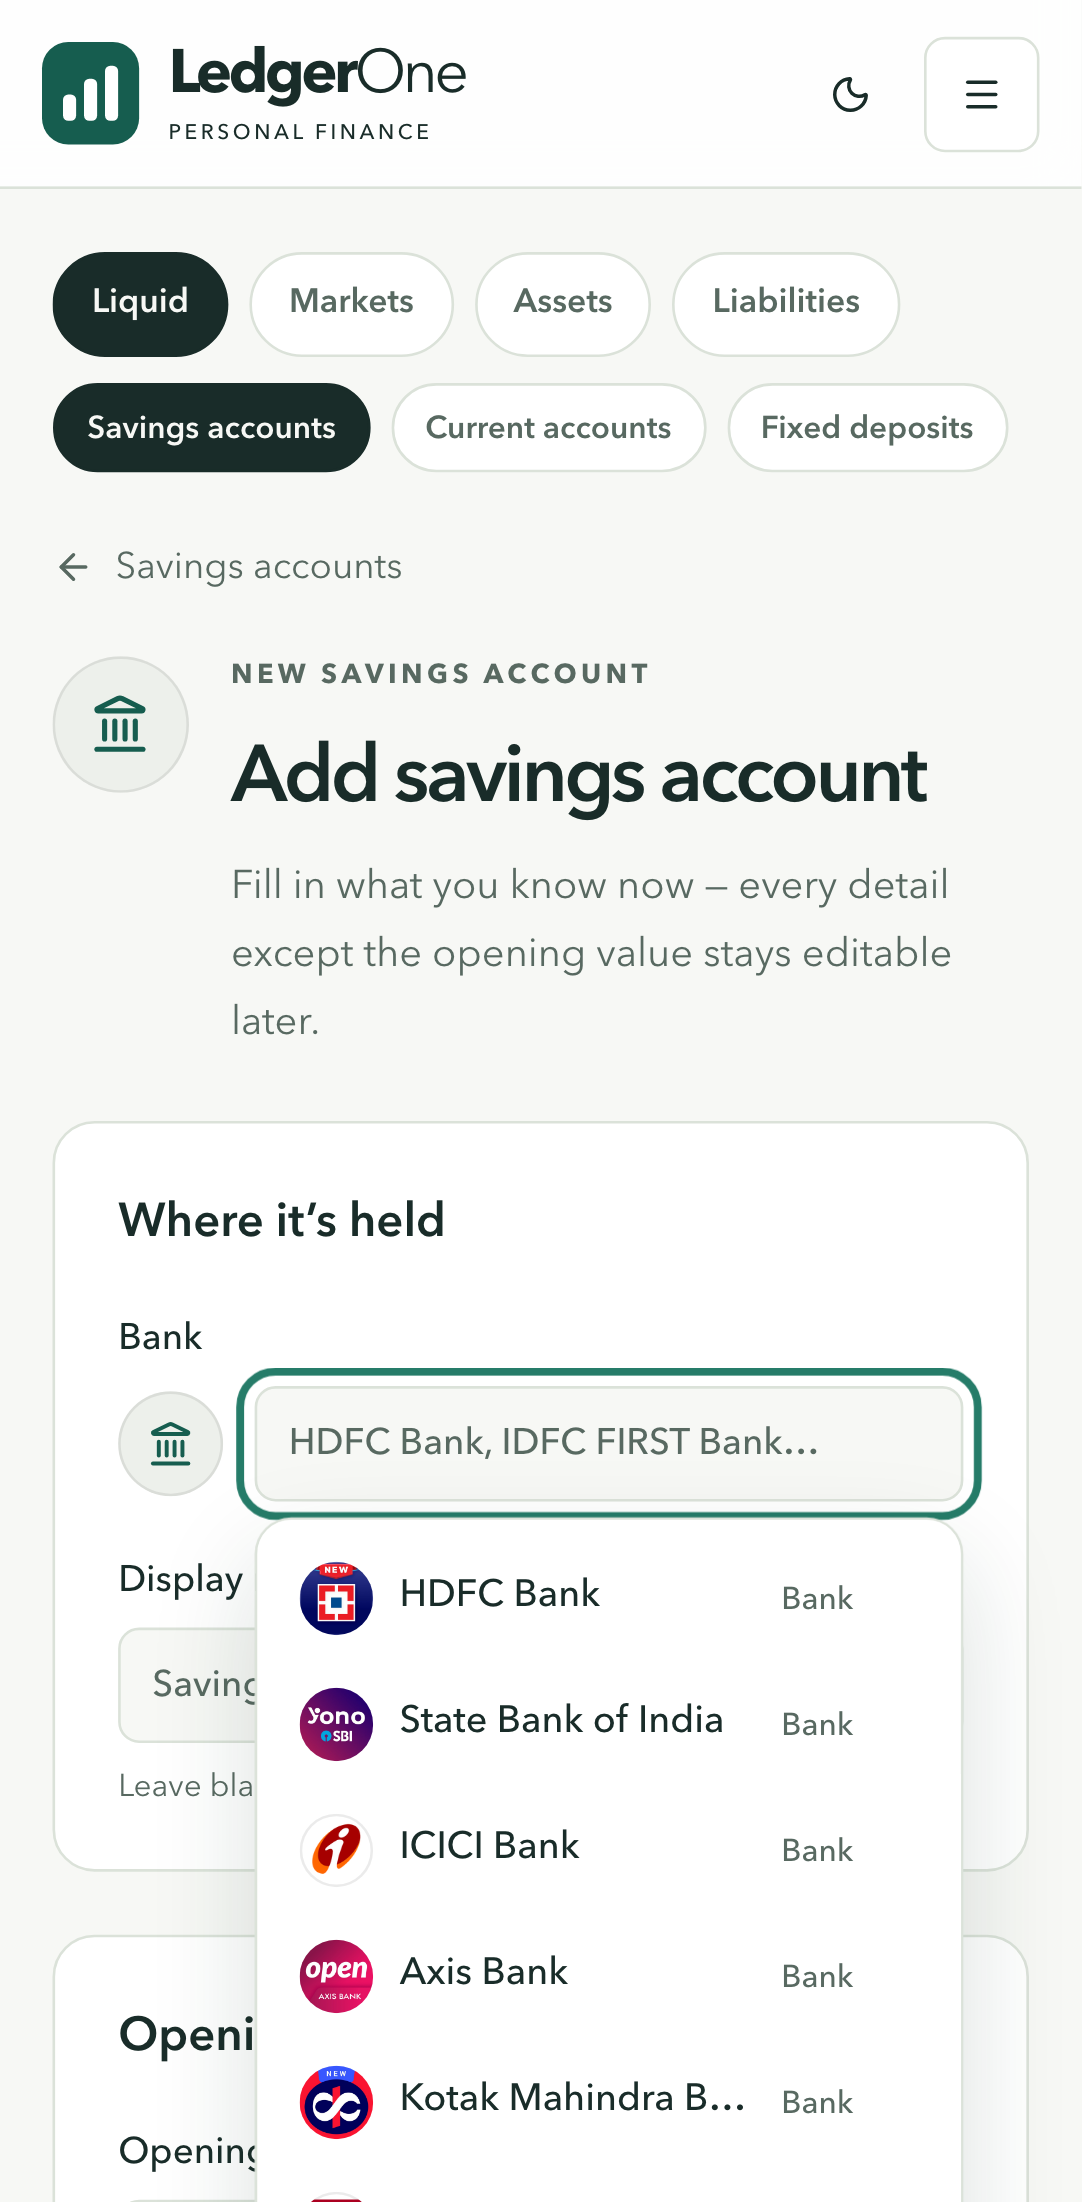 LedgerOne
PERSONAL FINANCE
Liquid
Markets
Assets
Liabilities
Savings accounts
Current accounts
Fixed deposits
Savings accounts
NEW SAVINGS ACCOUNT
Add savings account
Fill in what you know now – every detail
except the opening value stays editable
later.
Where it’s held
Bank
HDFC Bank, IDFC FIRST Bank…
Display
NEW
HDFC Bank
Bank
Saving
yono
SBI
State Bank of India
Bank
Leave bla
ICICI Bank
Bank
open
AXIS BANK
Axis Bank
Bank
Openi
NEW
Kotak Mahindra B…
Bank
Opening